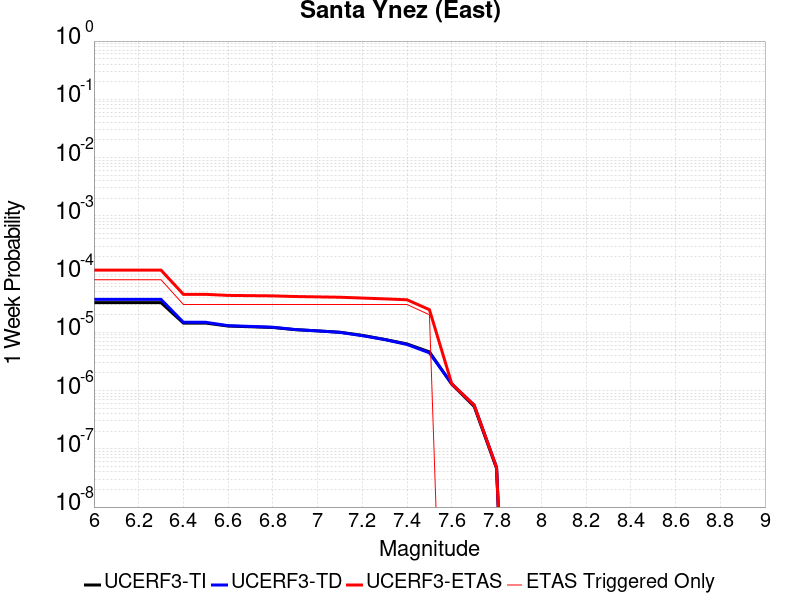 Santa Ynez (East)
1 Week Probability
10^0
10^-1
10^-2
10^-3
10^-4
10^-5
10^-6
10^-7
10^-8
6 6.2 6.4 6.6 6.8 7 7.2 7.4 7.6 7.8 8 8.2 8.4 8.6 8.8 9
Magnitude
UCERF3-TI UCERF3-TD UCERF3-ETAS ETAS Triggered Only